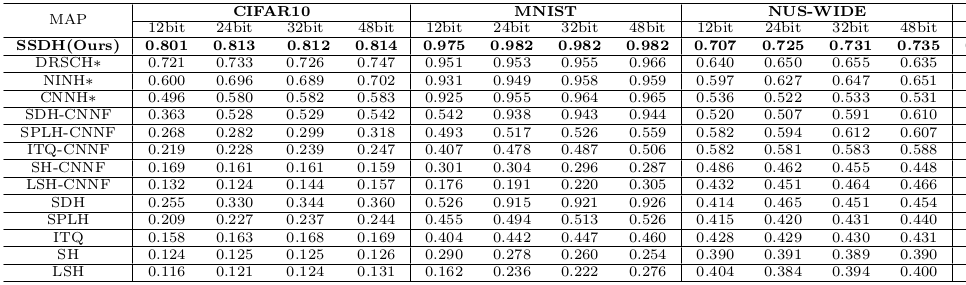 MAP CIFAR10 MNIST NUS-WIDE
12bit 24bit 32bit 48bit 12bit 24bit 32bit 48bit 12bit 24bit 32bit 48bit
SSDH(Ours) 0.801 0.813 0.812 0.814 0.975 0.982 0.982 0.982 0.707 0.725 0.731 0.735
DRSCH* 0.721 0.733 0.726 0.747 0.951 0.953 0.955 0.966 0.640 0.650 0.655 0.635
NINH* 0.600 0.696 0.689 0.702 0.931 0.949 0.958 0.959 0.597 0.627 0.647 0.651
CNNH* 0.496 0.580 0.582 0.583 0.925 0.955 0.964 0.965 0.536 0.522 0.533 0.531
SDH-CNNF 0.363 0.528 0.529 0.542 0.542 0.938 0.943 0.944 0.520 0.507 0.591 0.610
SPLH-CNNF 0.268 0.282 0.299 0.318 0.493 0.517 0.526 0.559 0.582 0.594 0.612 0.607
ITQ-CNNF 0.219 0.228 0.239 0.247 0.407 0.478 0.487 0.506 0.582 0.581 0.583 0.588
SH-CNNF 0.169 0.161 0.161 0.159 0.301 0.304 0.296 0.287 0.486 0.462 0.455 0.448
LSH-CNNF 0.132 0.124 0.144 0.157 0.176 0.191 0.220 0.305 0.432 0.451 0.464 0.466
SDH 0.255 0.330 0.344 0.360 0.526 0.915 0.921 0.926 0.414 0.465 0.451 0.454
SPLH 0.209 0.227 0.237 0.244 0.455 0.494 0.513 0.526 0.415 0.420 0.431 0.440
ITQ 0.158 0.163 0.168 0.169 0.404 0.442 0.447 0.460 0.428 0.429 0.430 0.431
SH 0.124 0.125 0.125 0.126 0.290 0.278 0.260 0.254 0.390 0.391 0.389 0.390
LSH 0.116 0.121 0.124 0.131 0.162 0.236 0.222 0.276 0.404 0.384 0.394 0.400